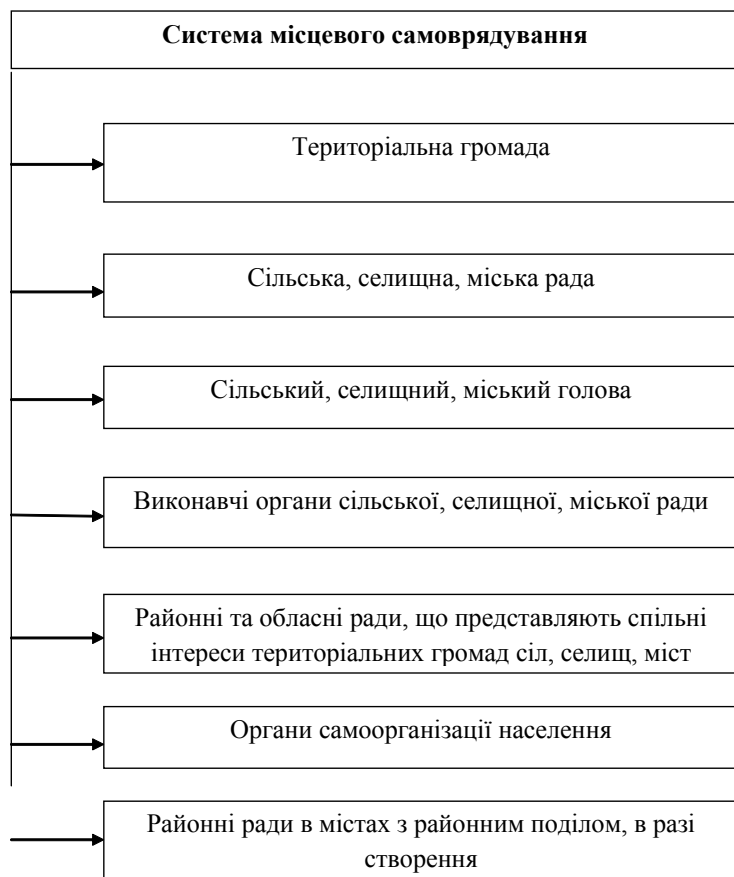 Система місцевого самоврядування
Територіальна громада
Сільська, селищна, міська рада
Сільський, селищний, міський голова
Виконавчі органи сільської, селищної, міської ради
Районні та обласні ради, що представляють спільні
інтереси територіальних громад сіл, селищ, міст
Органи самоорганізації населення
Районні ради в містах з районним поділом, в разі
створення